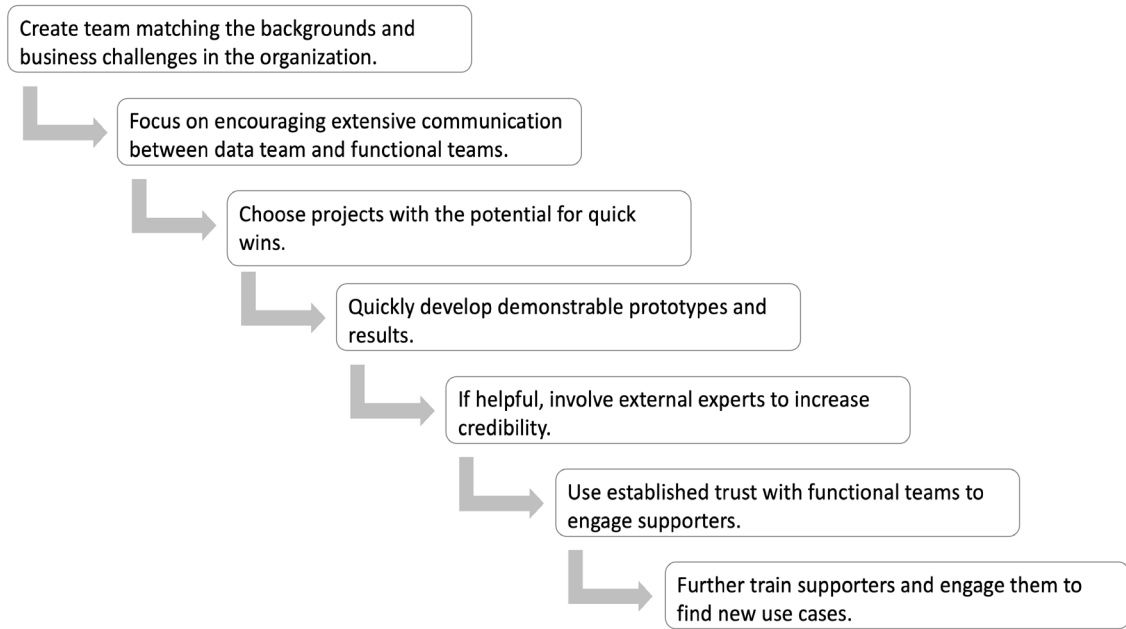 Create team matching the backgrounds and
business challenges in the organization.
Focus on encouraging extensive communication
between data team and functional teams.
Choose projects with the potential for quick
wins.
Quickly develop demonstrable prototypes and
results.
If helpful, involve external experts to increase
credibility.
Use established trust with functional teams to
engage supporters.
Further train supporters and engage them to
find new use cases.